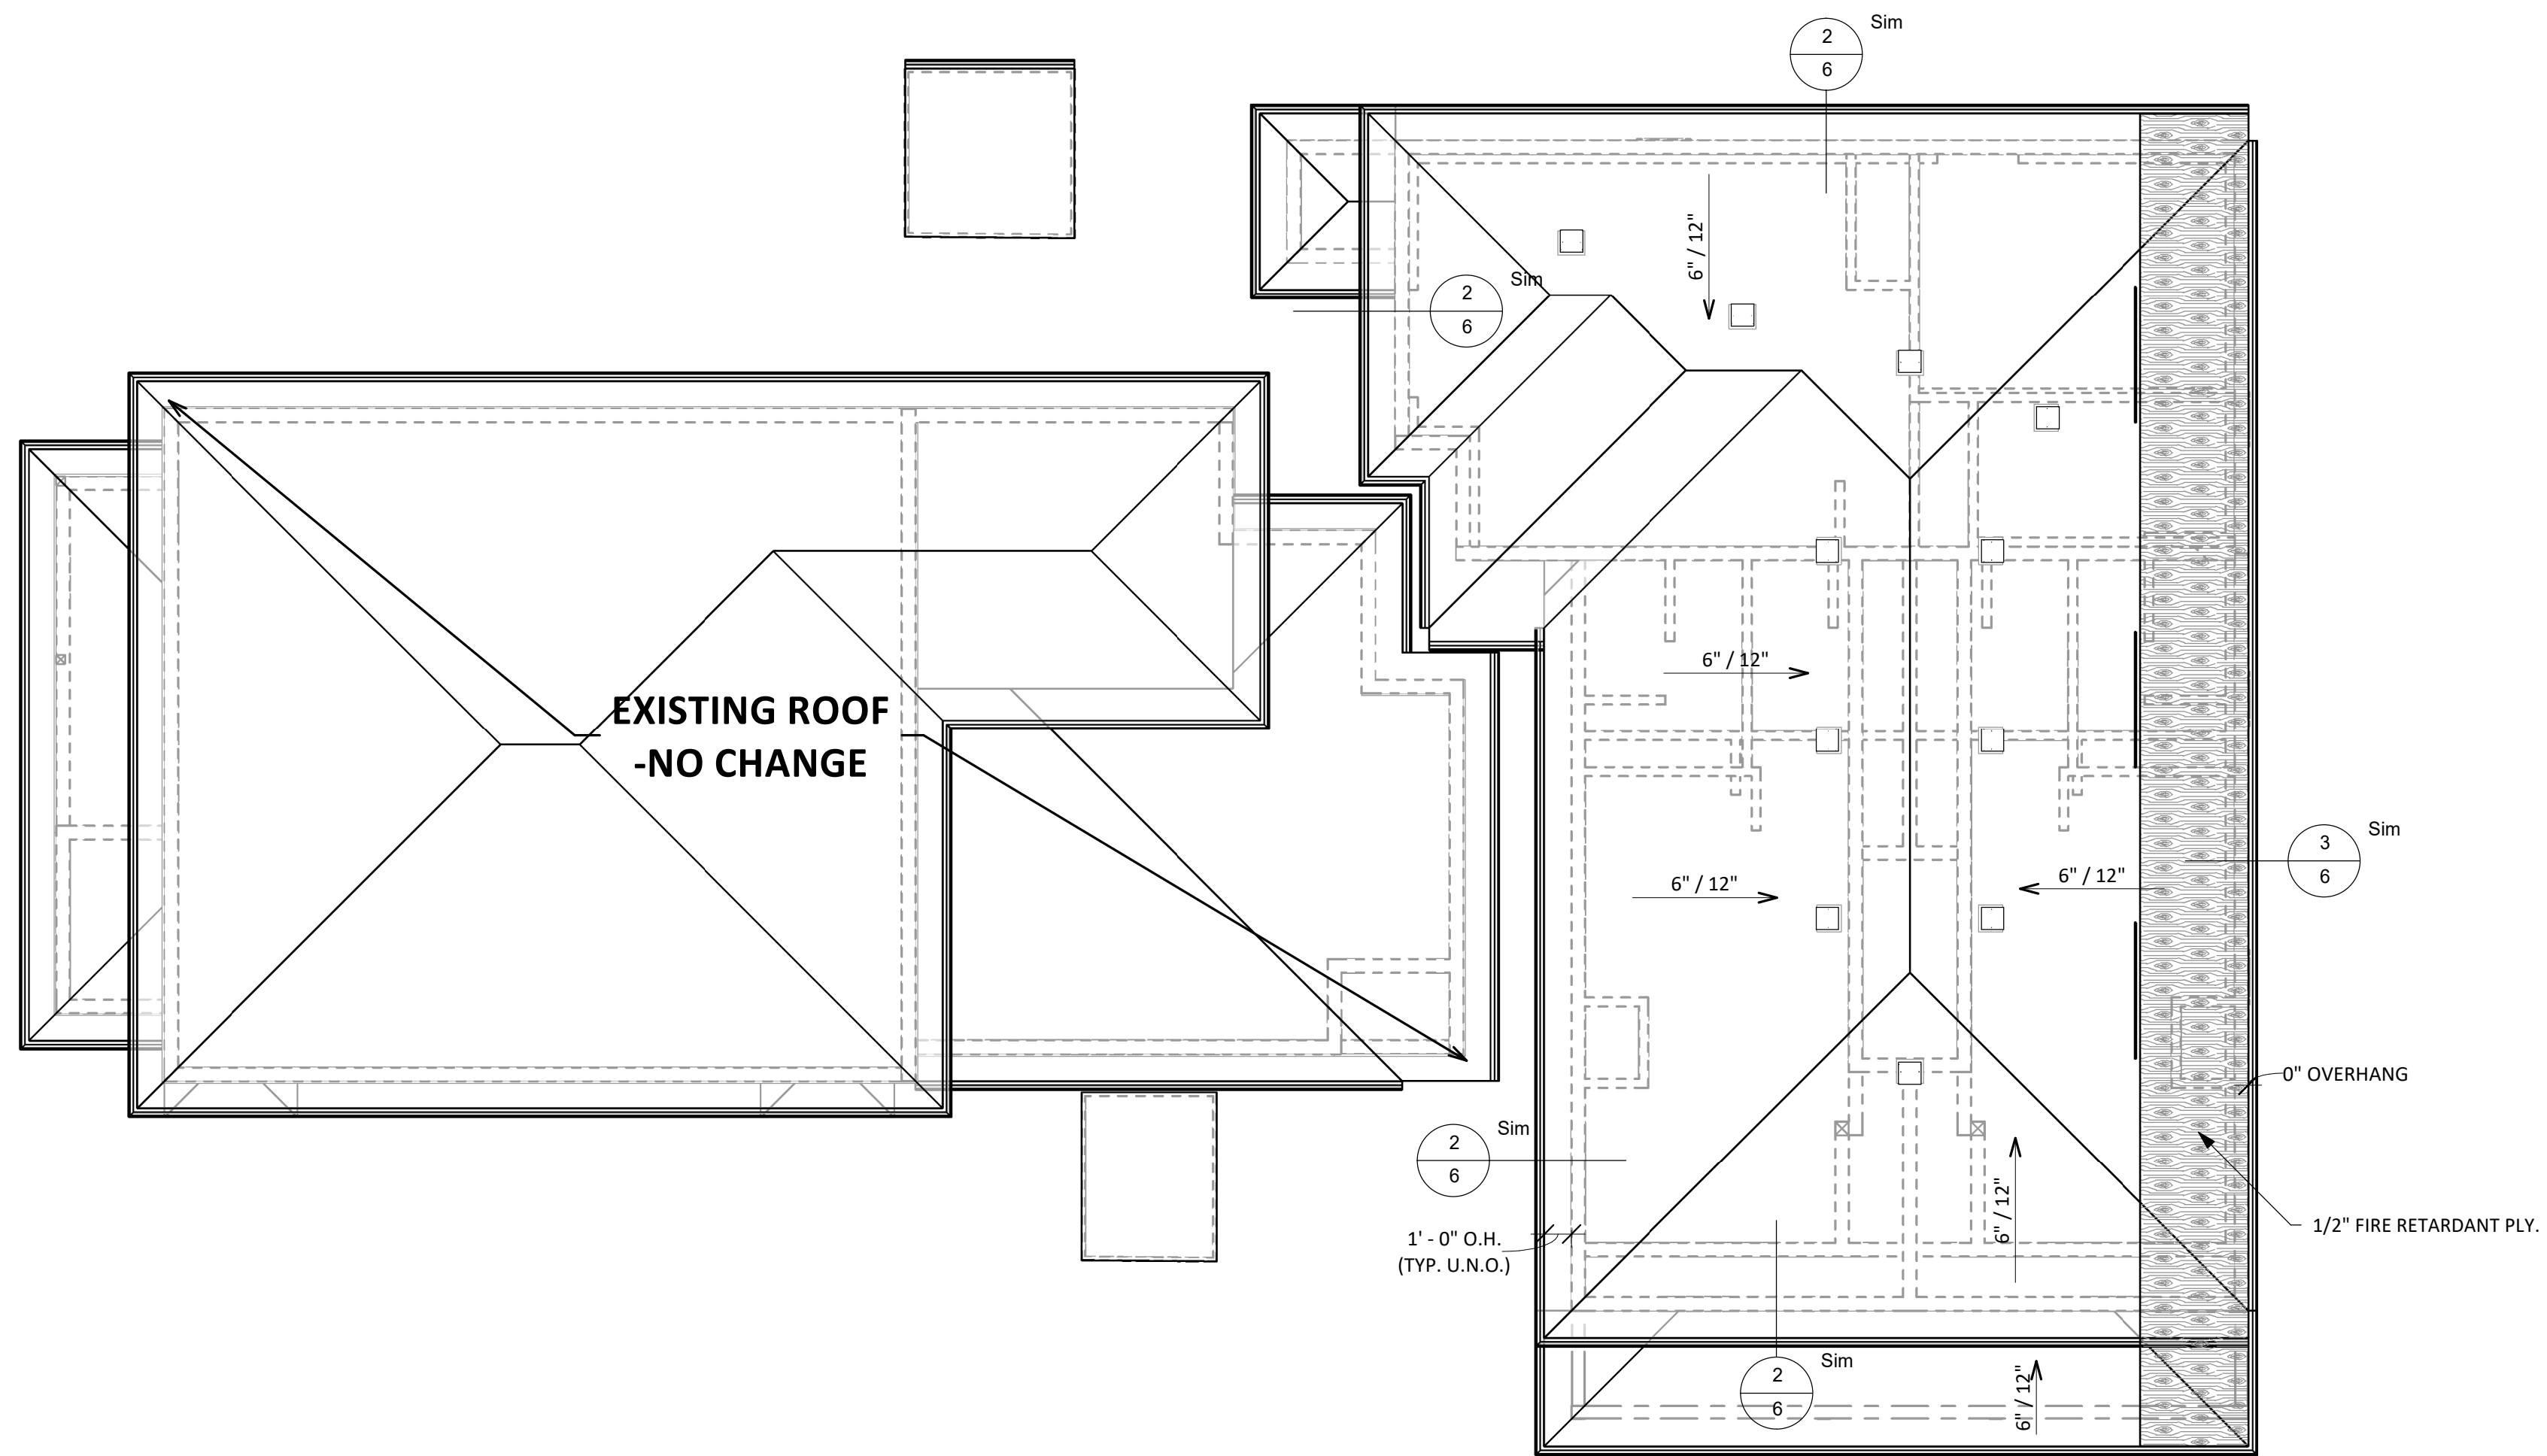 2
6
Sim
6" / 12"
2
6
Sim
6" / 12"
EXISTING ROOF
-NO CHANGE
3
6
Sim
6" / 12"
6" / 12"
0" OVERHANG
2
6
Sim
6" / 12"
1/2" FIRE RETARDANT PLY.
1' - 0" O.H.
(TYP. U.N.O.)
2
6
Sim
6" / 12"